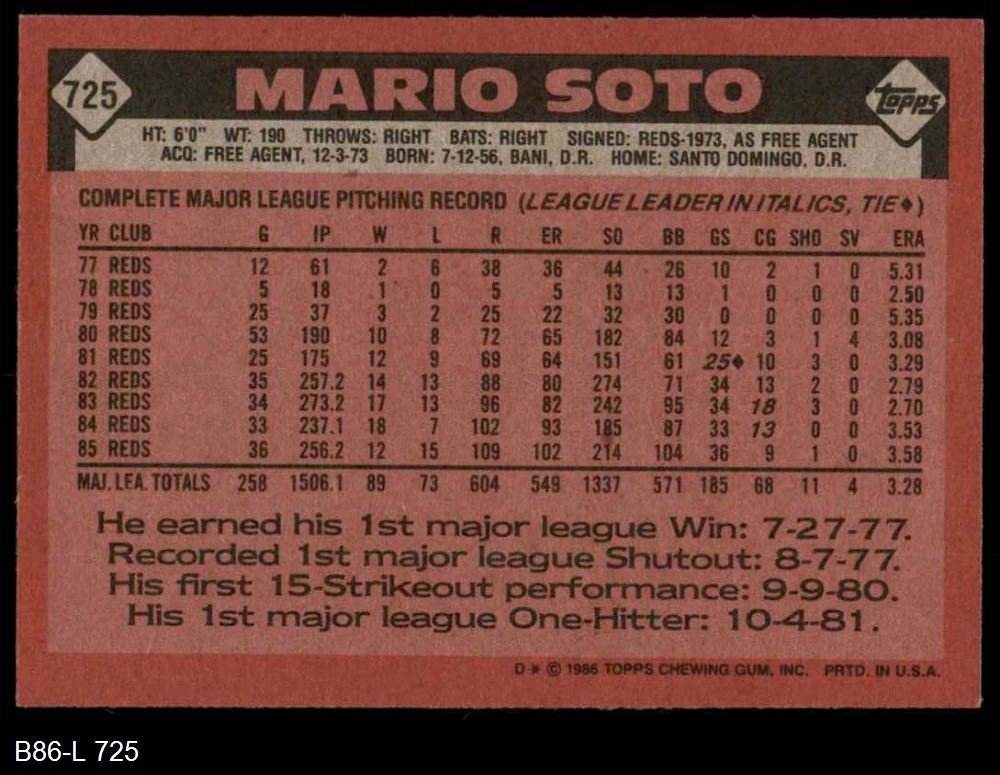 725
MARIO SOTO
Topps
HT: 6'0" WT: 190 THROWS: RIGHT BATS: RIGHT SIGNED: REDS-1973, AS FREE AGENT
ACQ: FREE AGENT, 12-3-73 BORN: 7-12-56, BANI, D.R. HOME: SANTO DOMINGO, D.R.
COMPLETE MAJOR LEAGUE PITCHING RECORD (LEAGUE LEADER IN ITALICS, TIE♦)
YR CLUB G IP W L R ER SO BB GS CG SHO SV ERA
77 REDS 12 61 2 6 38 36 44 26 10 2 1 0 5.31
78 REDS 5 18 1 0 5 5 13 13 1 0 0 0 2.50
79 REDS 25 37 3 2 25 22 32 30 0 0 0 0 5.35
80 REDS 53 190 10 8 72 65 182 84 12 3 1 4 3.08
81 REDS 25 175 12 9 69 64 151 61 25♦ 10 3 0 3.29
82 REDS 35 257.2 14 13 88 80 274 71 34 13 2 0 2.79
83 REDS 34 273.2 17 13 96 82 242 95 34 18 3 0 2.70
84 REDS 33 237.1 18 7 102 93 185 87 33 13 0 0 3.53
85 REDS 36 256.2 12 15 109 102 214 104 36 9 1 0 3.58
MAJ. LEA. TOTALS 258 1506.1 89 73 604 549 1337 571 185 68 11 4 3.28
He earned his 1st major league Win: 7-27-77.
Recorded 1st major league Shutout: 8-7-77.
His first 15-Strikeout performance: 9-9-80.
His 1st major league One-Hitter: 10-4-81.
D * © 1986 TOPPS CHEWING GUM, INC. PRTD. IN U.S.A.
B86-L 725